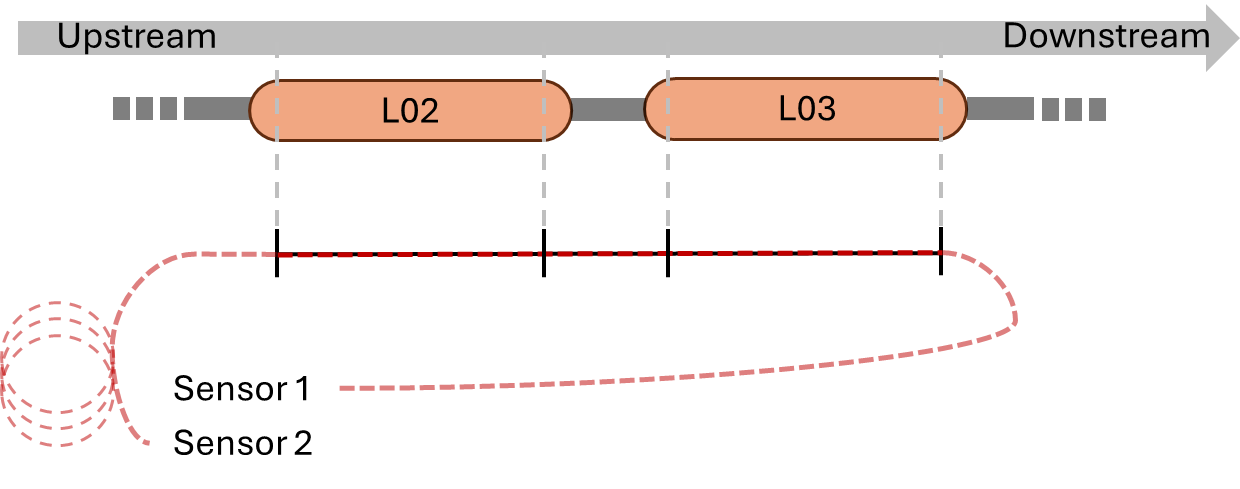 Upstream
Downstream
L02
L03
Sensor 1
Sensor 2